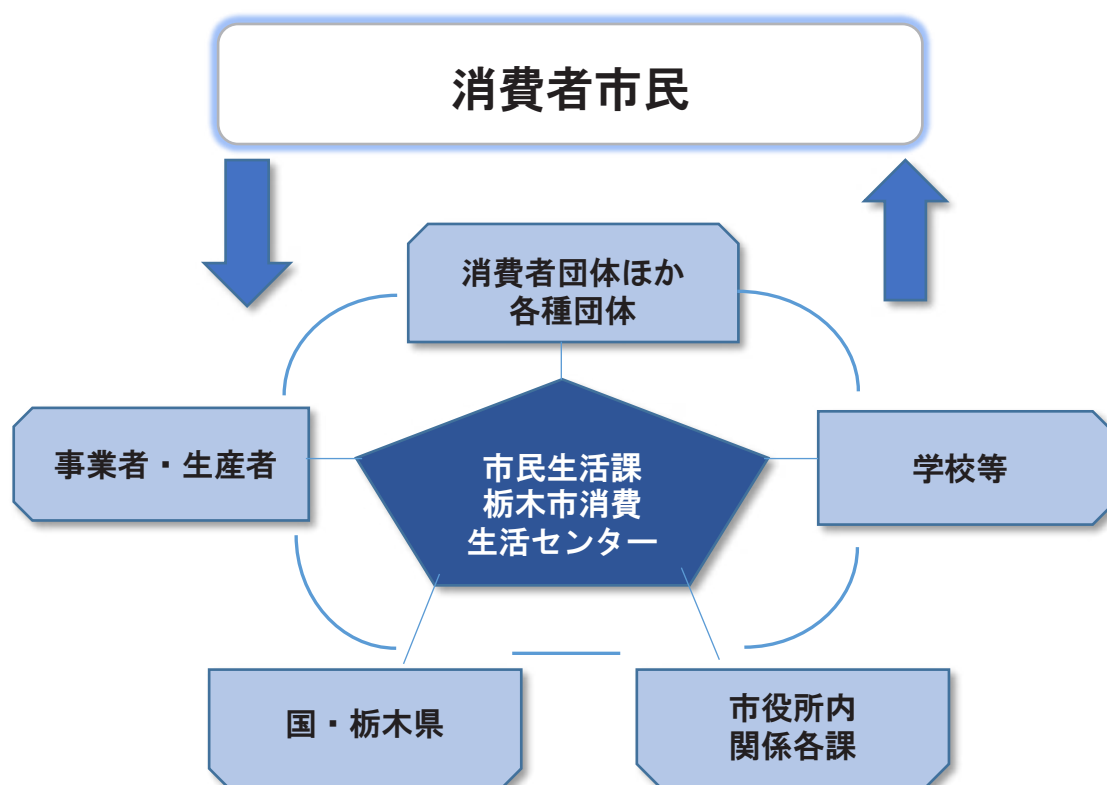 消費者市民
消費者団体ほか
各種団体
事業者・生産者
市民生活課
栃木市消費
生活センター
学校等
国・栃木県
市役所内
関係各課